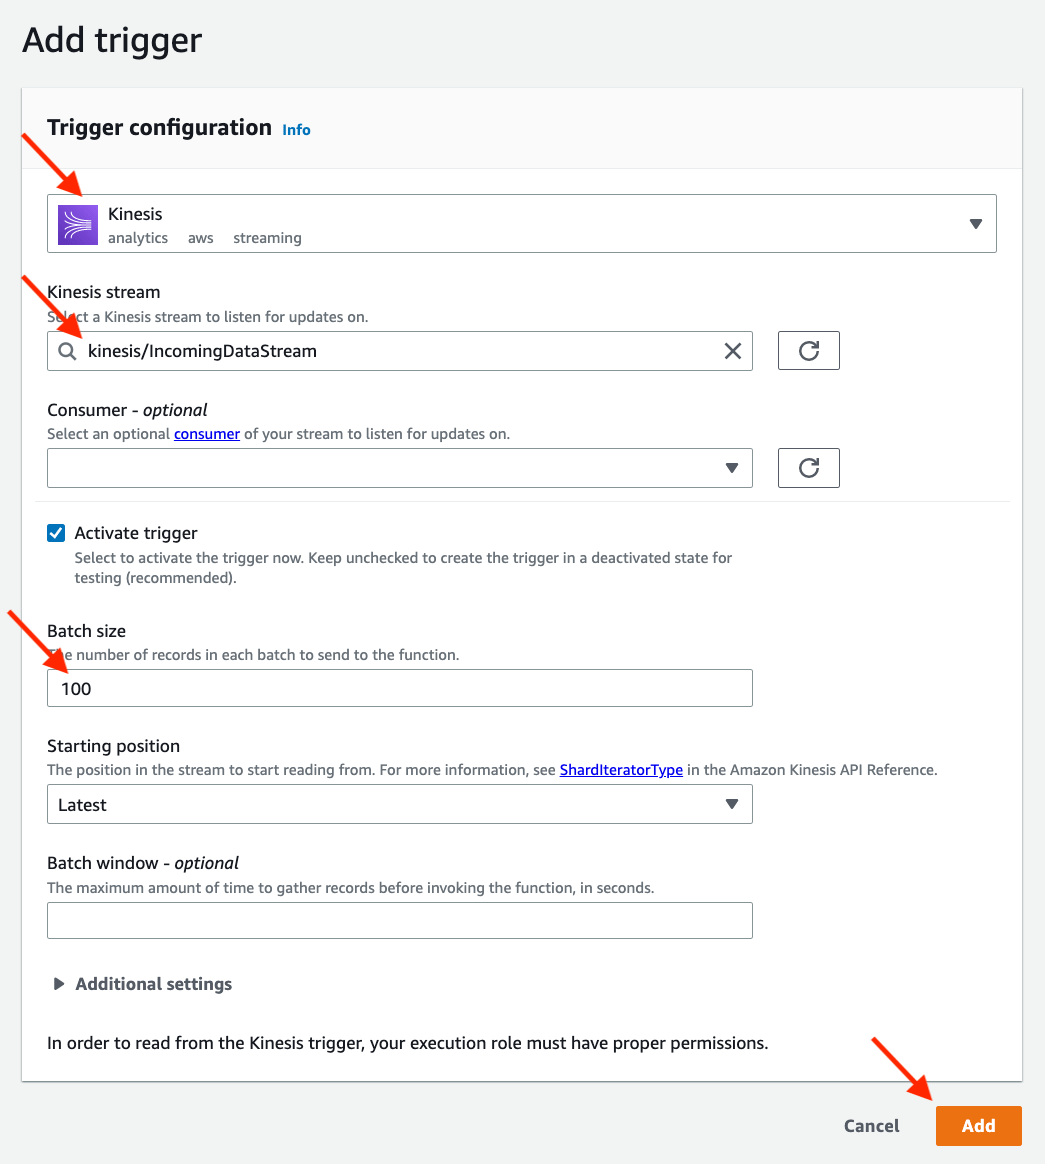 Add trigger
Trigger configuration Info
Kinesis
analytics aws streaming
Kinesis stream
Select a Kinesis stream to listen for updates on.
kinesis/IncomingDataStream
Consumer - optional
Select an optional consumer of your stream to listen for updates on.
Activate trigger
Select to activate the trigger now. Keep unchecked to create the trigger in a deactivated state for
testing (recommended).
Batch size
The number of records in each batch to send to the function.
100
Starting position
The position in the stream to start reading from. For more information, see ShardIteratorType in the Amazon Kinesis API Reference.
Latest
Batch window - optional
The maximum amount of time to gather records before invoking the function, in seconds.
Additional settings
In order to read from the Kinesis trigger, your execution role must have proper permissions.
Cancel Add